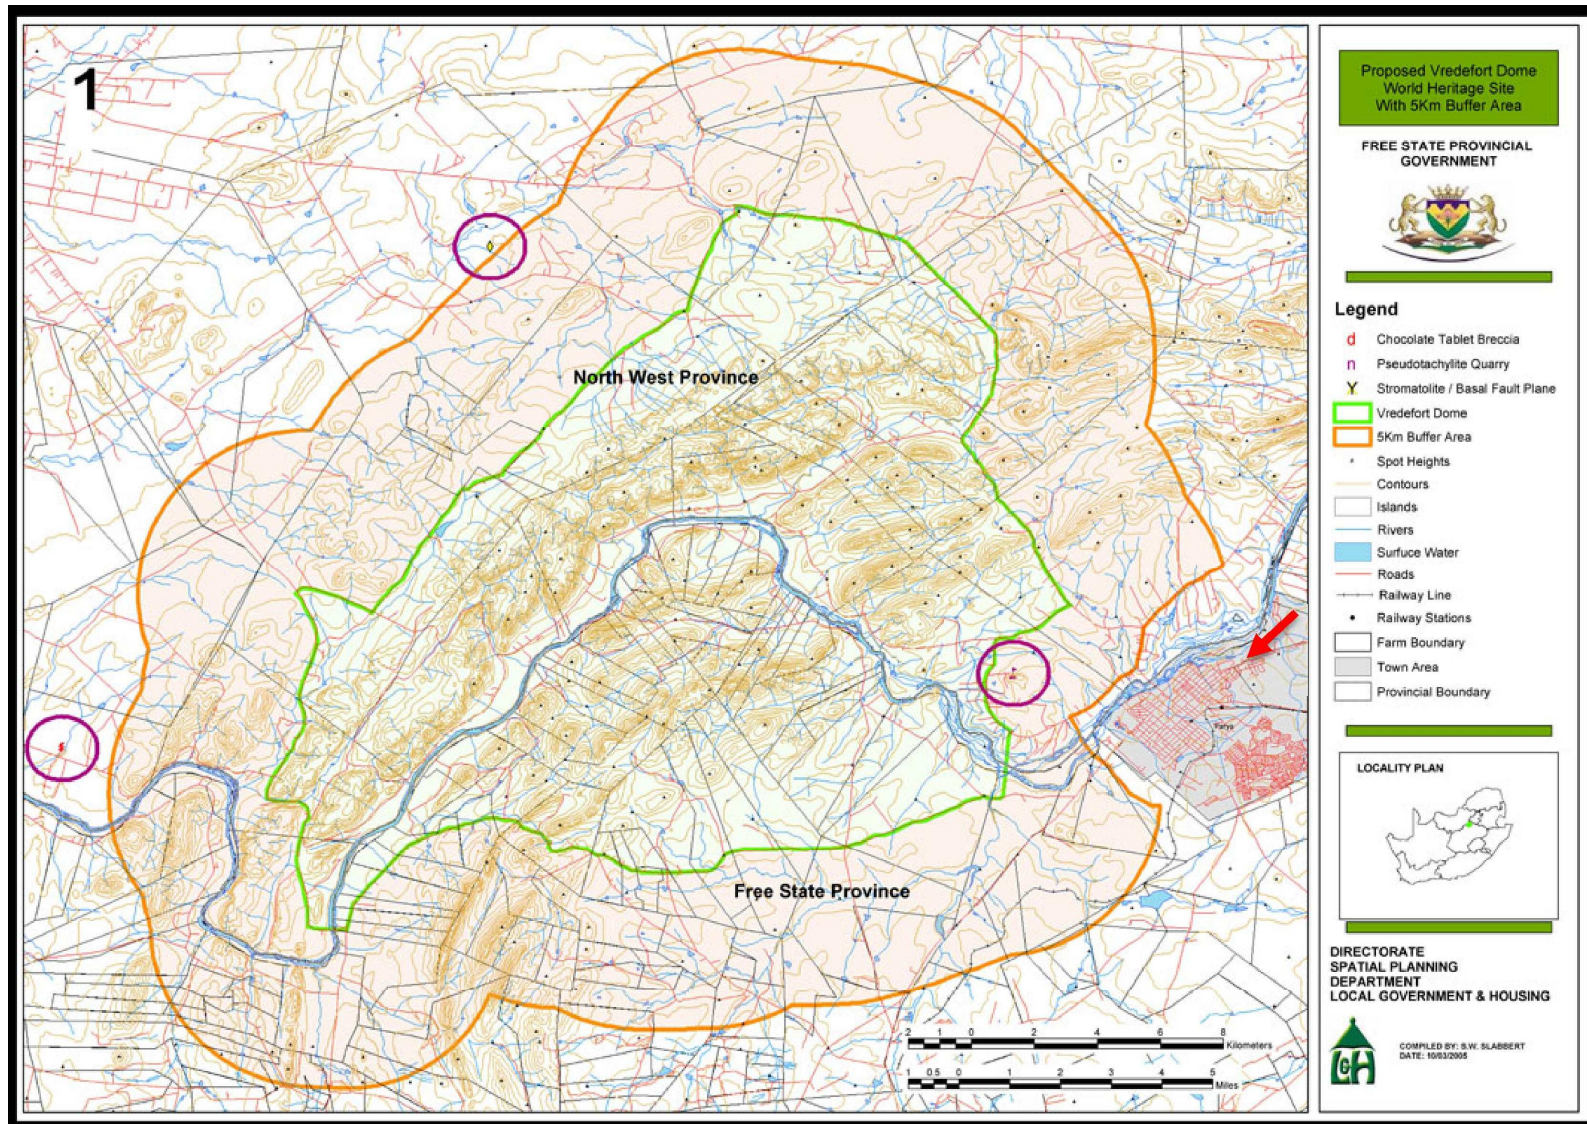 1
North West Province
Free State Province
Parys
2 1 0 2 4 6 8
Kilometers
1 0.5 0 1 2 3 4 5
Miles
Proposed Vredefort Dome
World Heritage Site
With 5Km Buffer Area
FREE STATE PROVINCIAL
GOVERNMENT
Legend
d Chocolate Tablet Breccia
n Pseudotachylite Quarry
Y Stromatolite / Basal Fault Plane
Vredefort Dome
5Km Buffer Area
Spot Heights
Contours
Islands
Rivers
Surfuce Water
Roads
Railway Line
Railway Stations
Farm Boundary
Town Area
Provincial Boundary
LOCALITY PLAN
DIRECTORATE
SPATIAL PLANNING
DEPARTMENT
LOCAL GOVERNMENT & HOUSING
LGH
COMPILED BY: S.W. SLABBERT
DATE: 10/03/2005